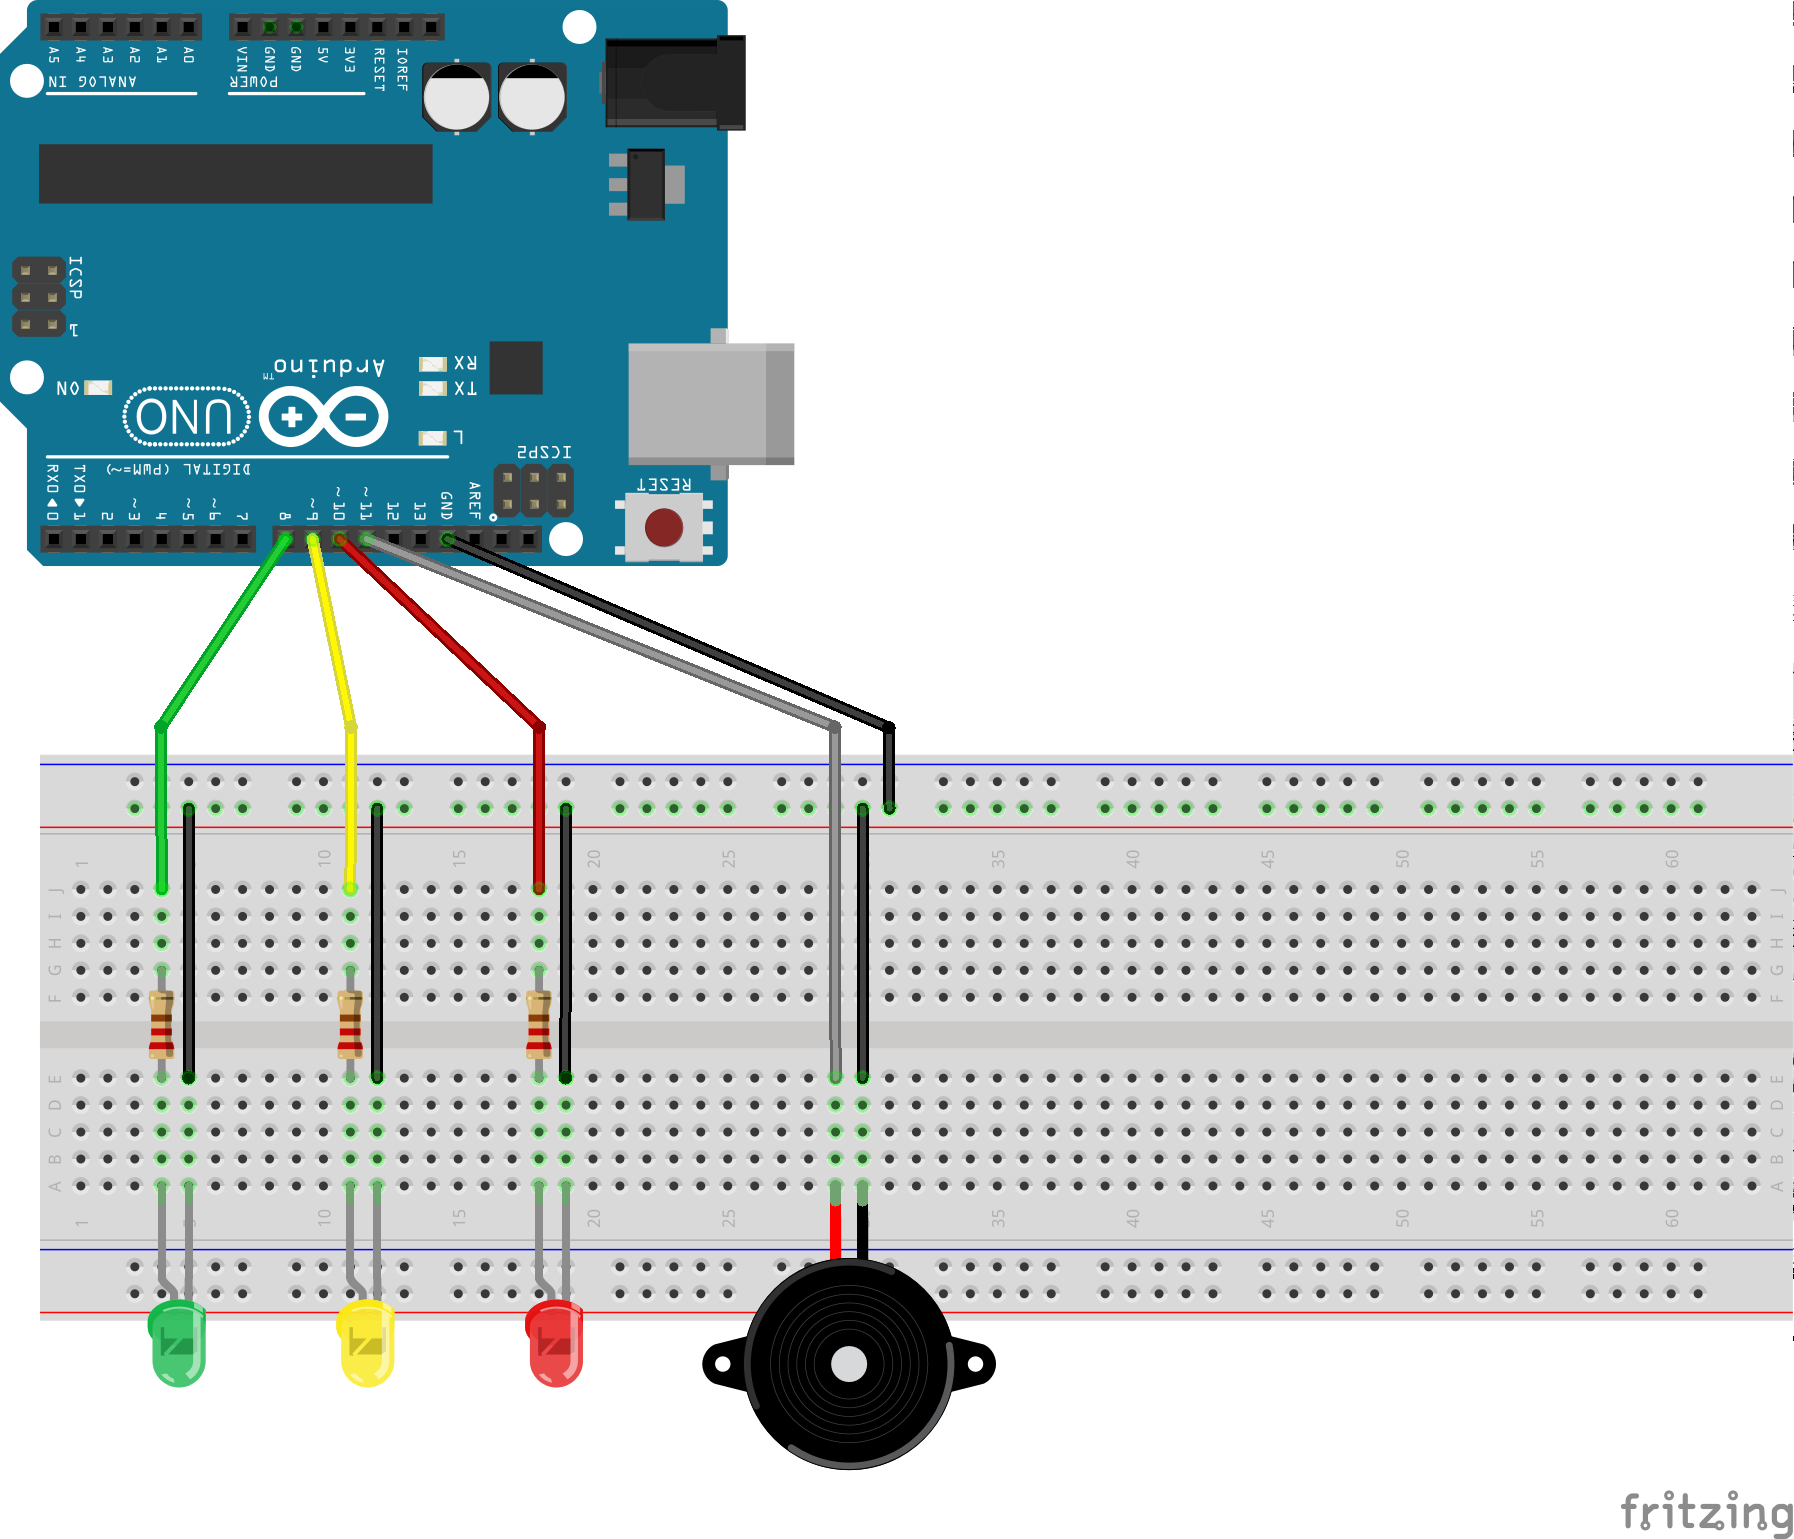 A5 A4 A3 A2 A1 A0 VIN GND GND 5V 3V3 RESET IOREF
ANALOG IN POWER
ICSP
1
Arduino
TM
RX
ON TX
UNO
L
ICSP2
DIGITAL (PWM=~)
RESET
RX0◀0 TX0▶1 2 ~3 4 ~5 ~6 7 8 ~9 ~10 ~11 12 13 GND AREF
1 10 15 20 25 35 40 45 50 55 60
J J
I I
H H
G G
F F
E E
D D
C C
B B
A A
1 10 15 20 25 35 40 45 50 55 60
fritzing